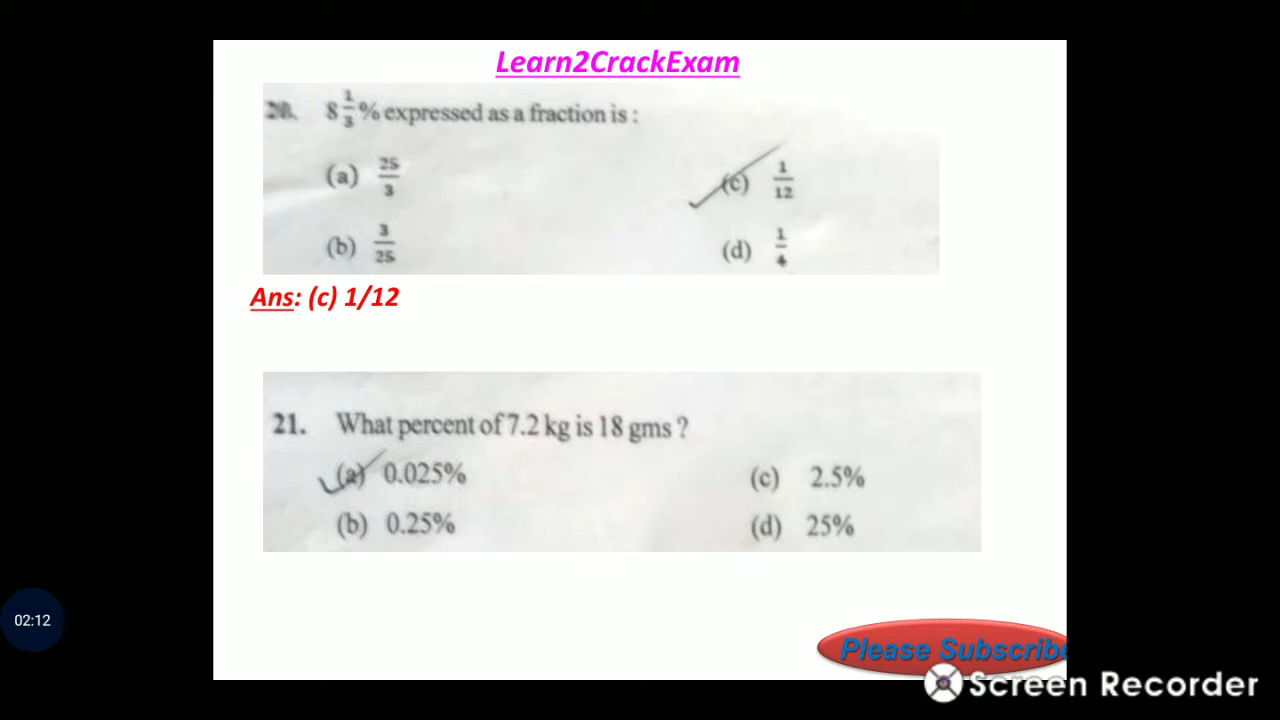 Learn2CrackExam
20. 8 1/3 % expressed as a fraction is :
(a) 25/3
(c) 1/12
(b) 3/25
(d) 1/4
Ans: (c) 1/12
21. What percent of 7.2 kg is 18 gms ?
(a) 0.025%
(c) 2.5%
(b) 0.25%
(d) 25%
02:12
Please Subscribe
Screen Recorder